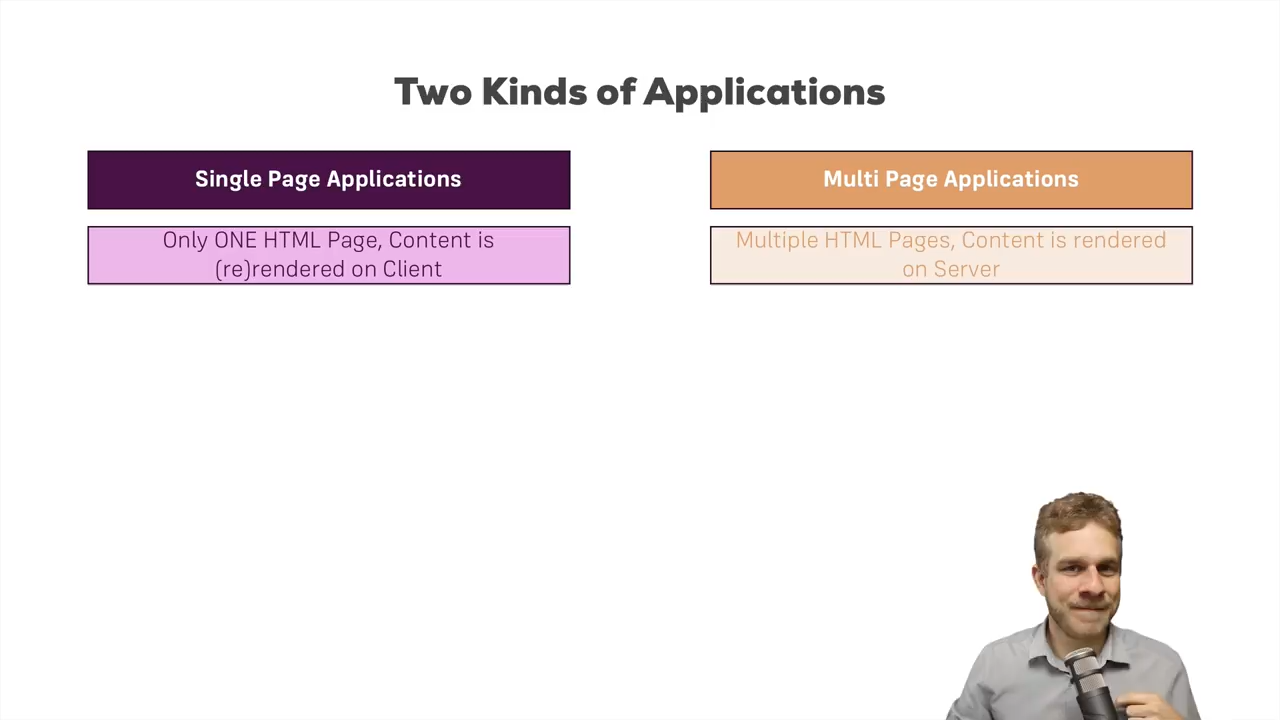 Two Kinds of Applications
Single Page Applications
Only ONE HTML Page, Content is
(re)rendered on Client
Multi Page Applications
Multiple HTML Pages, Content is rendered
on Server